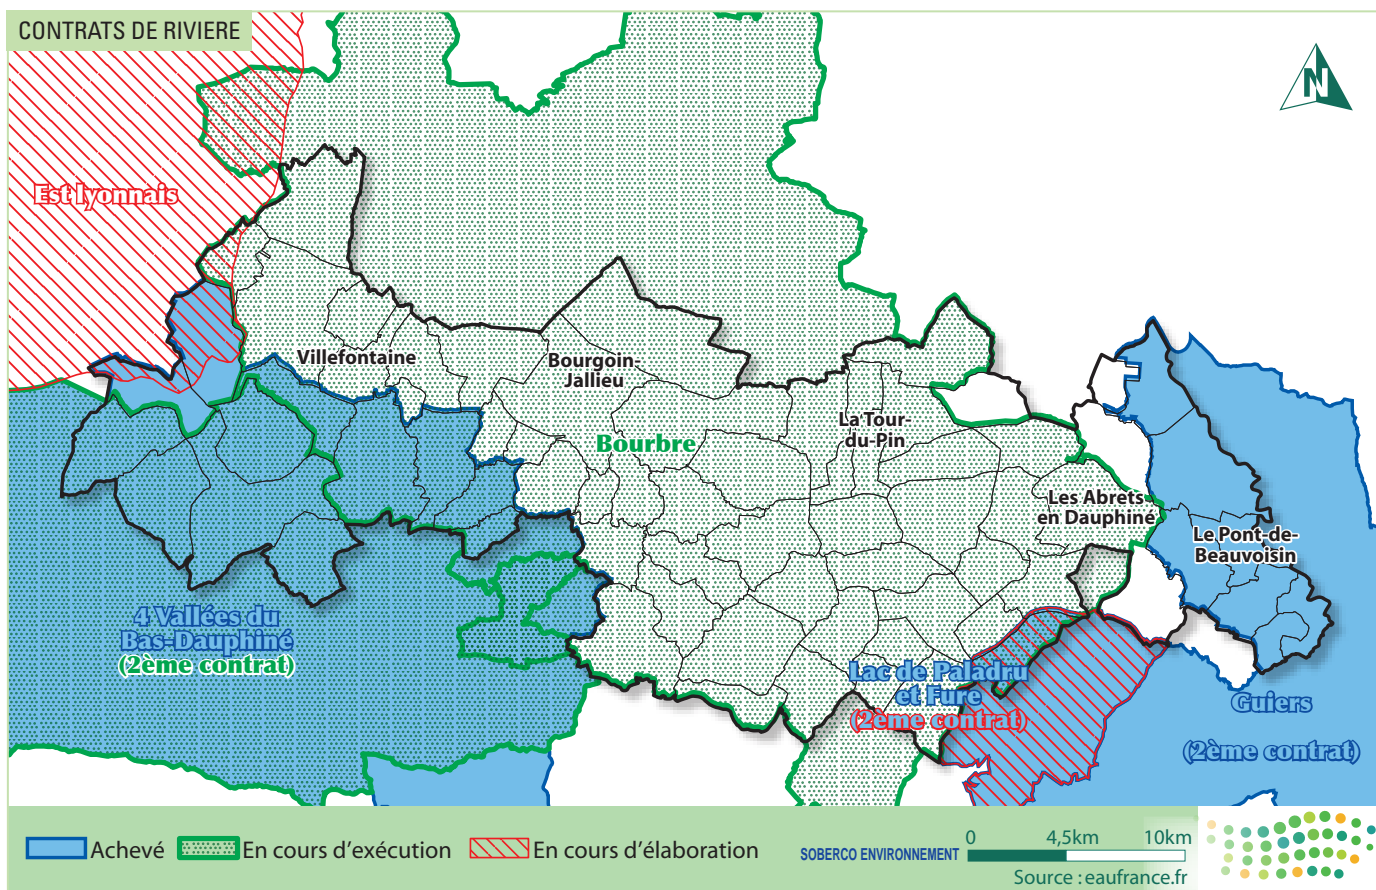 CONTRATS DE RIVIERE
N
Est lyonnais
Villefontaine
Bourgoin-
Jallieu
Bourbre
La Tour-
du-Pin
Les Abrets
en Dauphiné
Le Pont-de-
Beauvoisin
4 Vallées du
Bas-Dauphiné
(2ème contrat)
Lac de Paladru
et Fure
(2ème contrat)
Guiers
(2ème contrat)
Achevé
En cours d'exécution
En cours d'élaboration
SOBERCO ENVIRONNEMENT
0 4,5km 10km
Source : eaufrance.fr